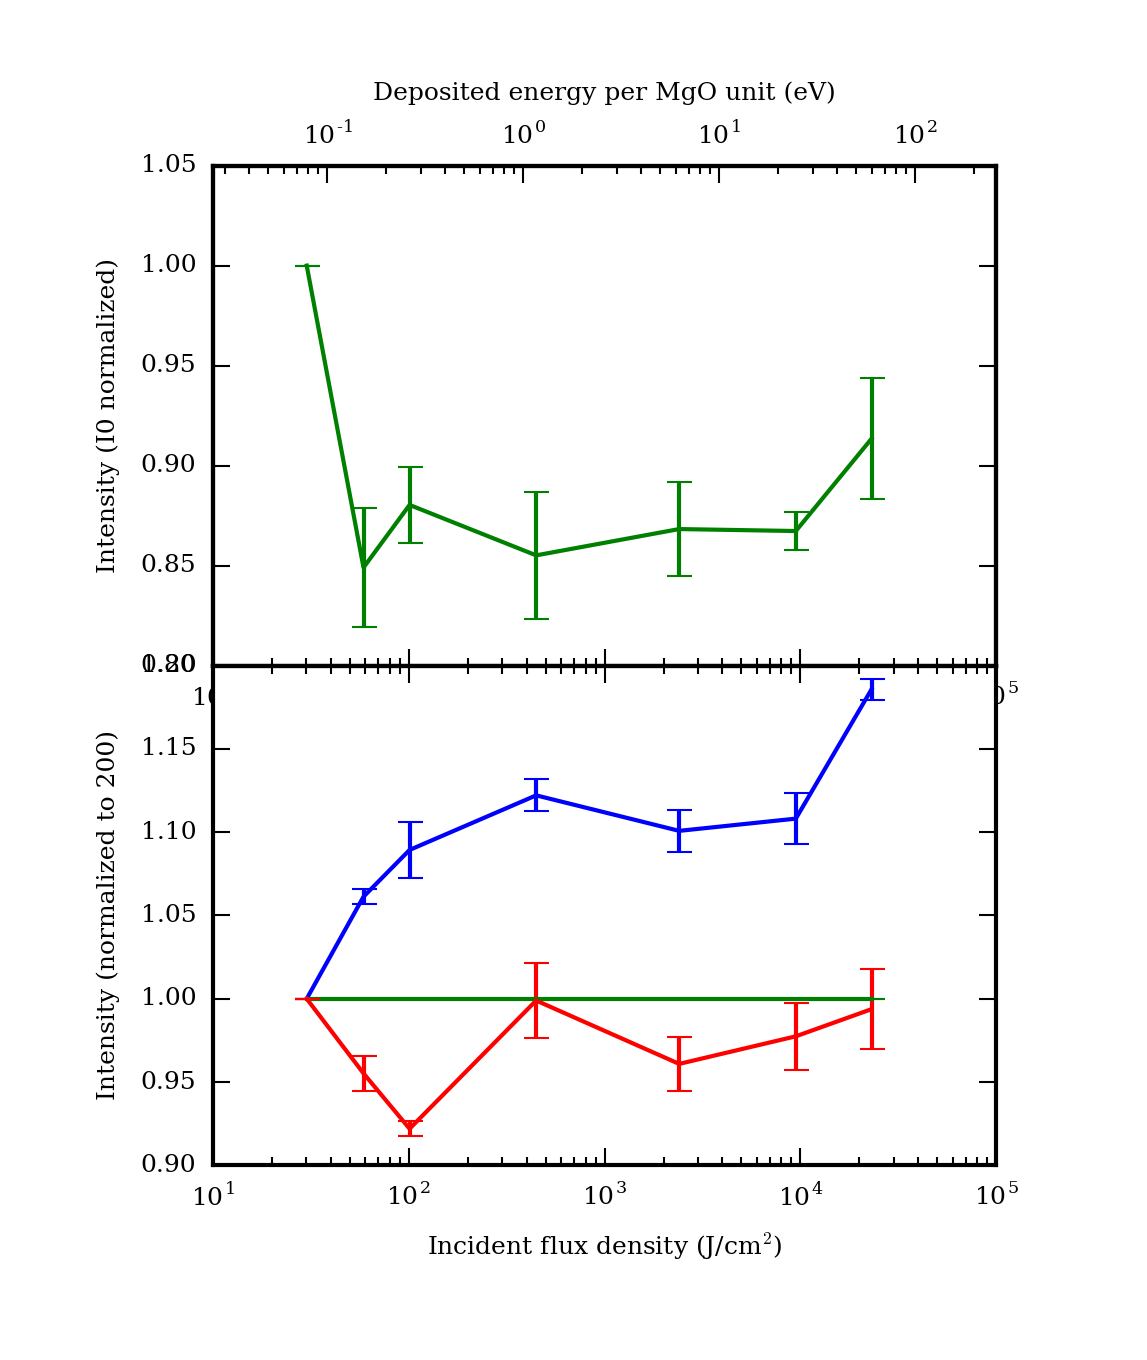 Deposited energy per MgO unit (eV)
10^-1 10^0 10^1 10^2
1.05
1.00
0.95
0.90
0.85
Intensity (I0 normalized)
1.15
1.10
1.05
1.00
0.95
0.90
Intensity (normalized to 200)
10^1 10^2 10^3 10^4 10^5
Incident flux density (J/cm^2)